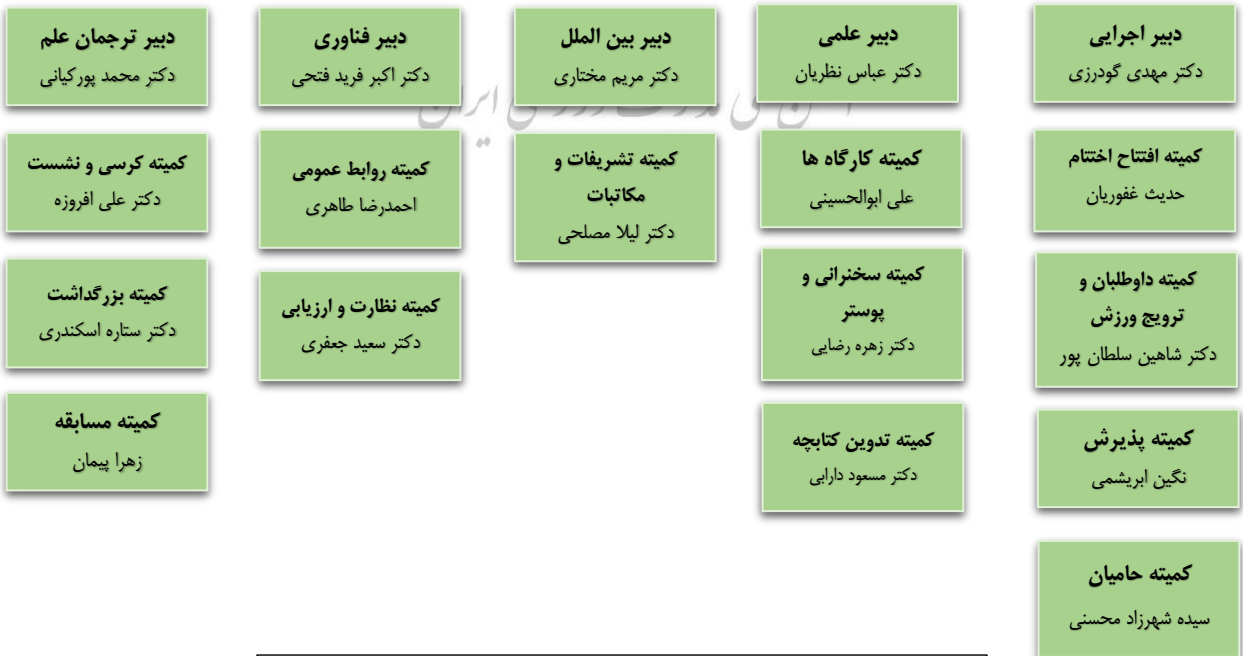 دبیر اجرایی
دکتر مهدی گودرزی
کمیته افتتاح اختتام
حدیث غفوریان
کمیته داوطلبان و
ترویج ورزش
دکتر شاهین سلطان پور
کمیته پذیرش
نگین ابریشمی
کمیته حامیان
سیده شهرزاد محسنی
دبیر علمی
دکتر عباس نظریان
کمیته کارگاه ها
علی ابوالحسینی
کمیته سخنرانی و
پوستر
دکتر زهره رضایی
کمیته تدوین کتابچه
دکتر مسعود دارابی
دبیر بین الملل
دکتر مریم مختاری
کمیته تشریفات و
مکاتبات
دکتر لیلا مصلحی
دبیر فناوری
دکتر اکبر فرید فتحی
کمیته روابط عمومی
احمدرضا طاهری
کمیته نظارت و ارزیابی
دکتر سعید جعفری
دبیر ترجمان علم
دکتر محمد پورکیانی
کمیته کرسی و نشست
دکتر علی افروزه
کمیته بزرگداشت
دکتر ستاره اسکندری
کمیته مسابقه
زهرا پیمان
ایران